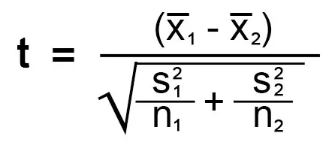 t = (x̅₁ - x̅₂) / √(s₁²/n₁ + s₂²/n₂)